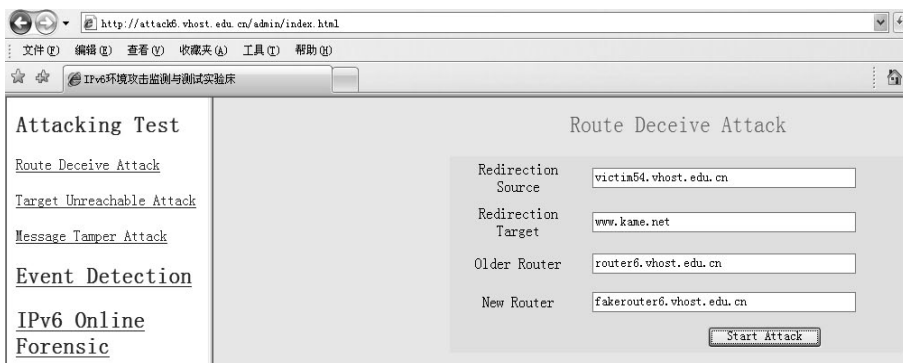 http://attack6.vhost.edu.cn/admin/index.html
文件(F) 编辑(E) 查看(V) 收藏夹(A) 工具(T) 帮助(H)
IPv6环境攻击监测与测试实验床
Attacking Test
Route Deceive Attack
Target Unreachable Attack
Message Tamper Attack
Event Detection
IPv6 Online
Forensic
Route Deceive Attack
Redirection
Source
victim54.vhost.edu.cn
Redirection
Target
www.kame.net
Older Router
router6.vhost.edu.cn
New Router
fakerouter6.vhost.edu.cn
Start Attack